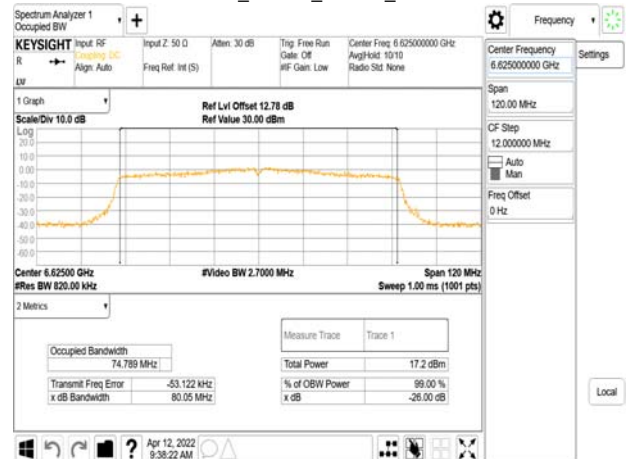 Spectrum Analyzer 1
Occupied BW
Frequency
KEYSIGHT
Input: RF
Coupling: DC
Align: Auto
Input Z: 50 Ω
Freq Ref: Int (S)
Atten: 30 dB
Trig: Free Run
Gate: Off
#IF Gain: Low
Center Freq: 6.625000000 GHz
Avg|Hold: 10/10
Radio Std: None
R
LVI
Center Frequency
6.625000000 GHz
Settings
Span
120.00 MHz
CF Step
12.000000 MHz
Auto
Man
Freq Offset
0 Hz
1 Graph
Scale/Div 10.0 dB
Ref Lvl Offset 12.78 dB
Ref Value 30.00 dBm
Log
20.0
10.0
0.00
-10.0
-20.0
-30.0
-40.0
-50.0
-60.0
Center 6.62500 GHz
#Video BW 2.7000 MHz
Span 120 MHz
#Res BW 820.00 kHz
Sweep 1.00 ms (1001 pts)
2 Metrics
Measure Trace
Trace 1
Occupied Bandwidth
74.789 MHz
Total Power
17.2 dBm
Transmit Freq Error
-53.122 kHz
% of OBW Power
99.00 %
x dB Bandwidth
80.05 MHz
x dB
-26.00 dB
Local
?
Apr 12, 2022
9:38:22 AM